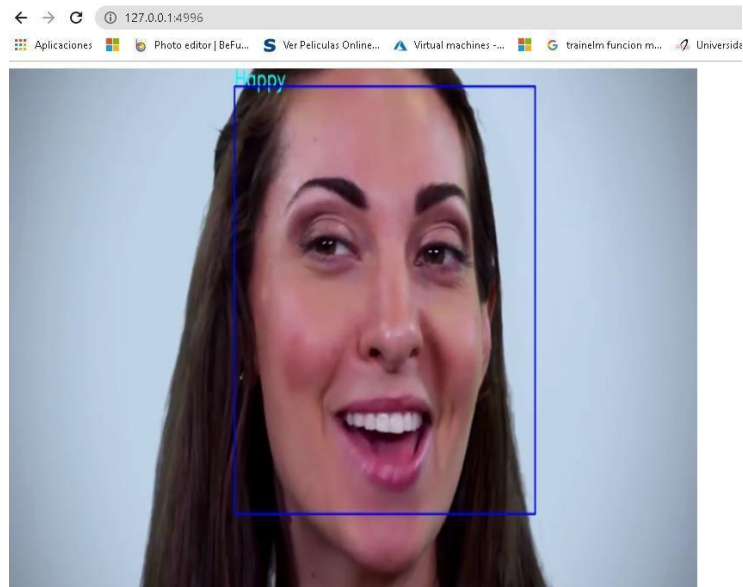 127.0.0.1:4996
Aplicaciones Photo editor | BeFu... S Ver Peliculas Online... Virtual machines -... G trainelm funcion m... Universida
Happy